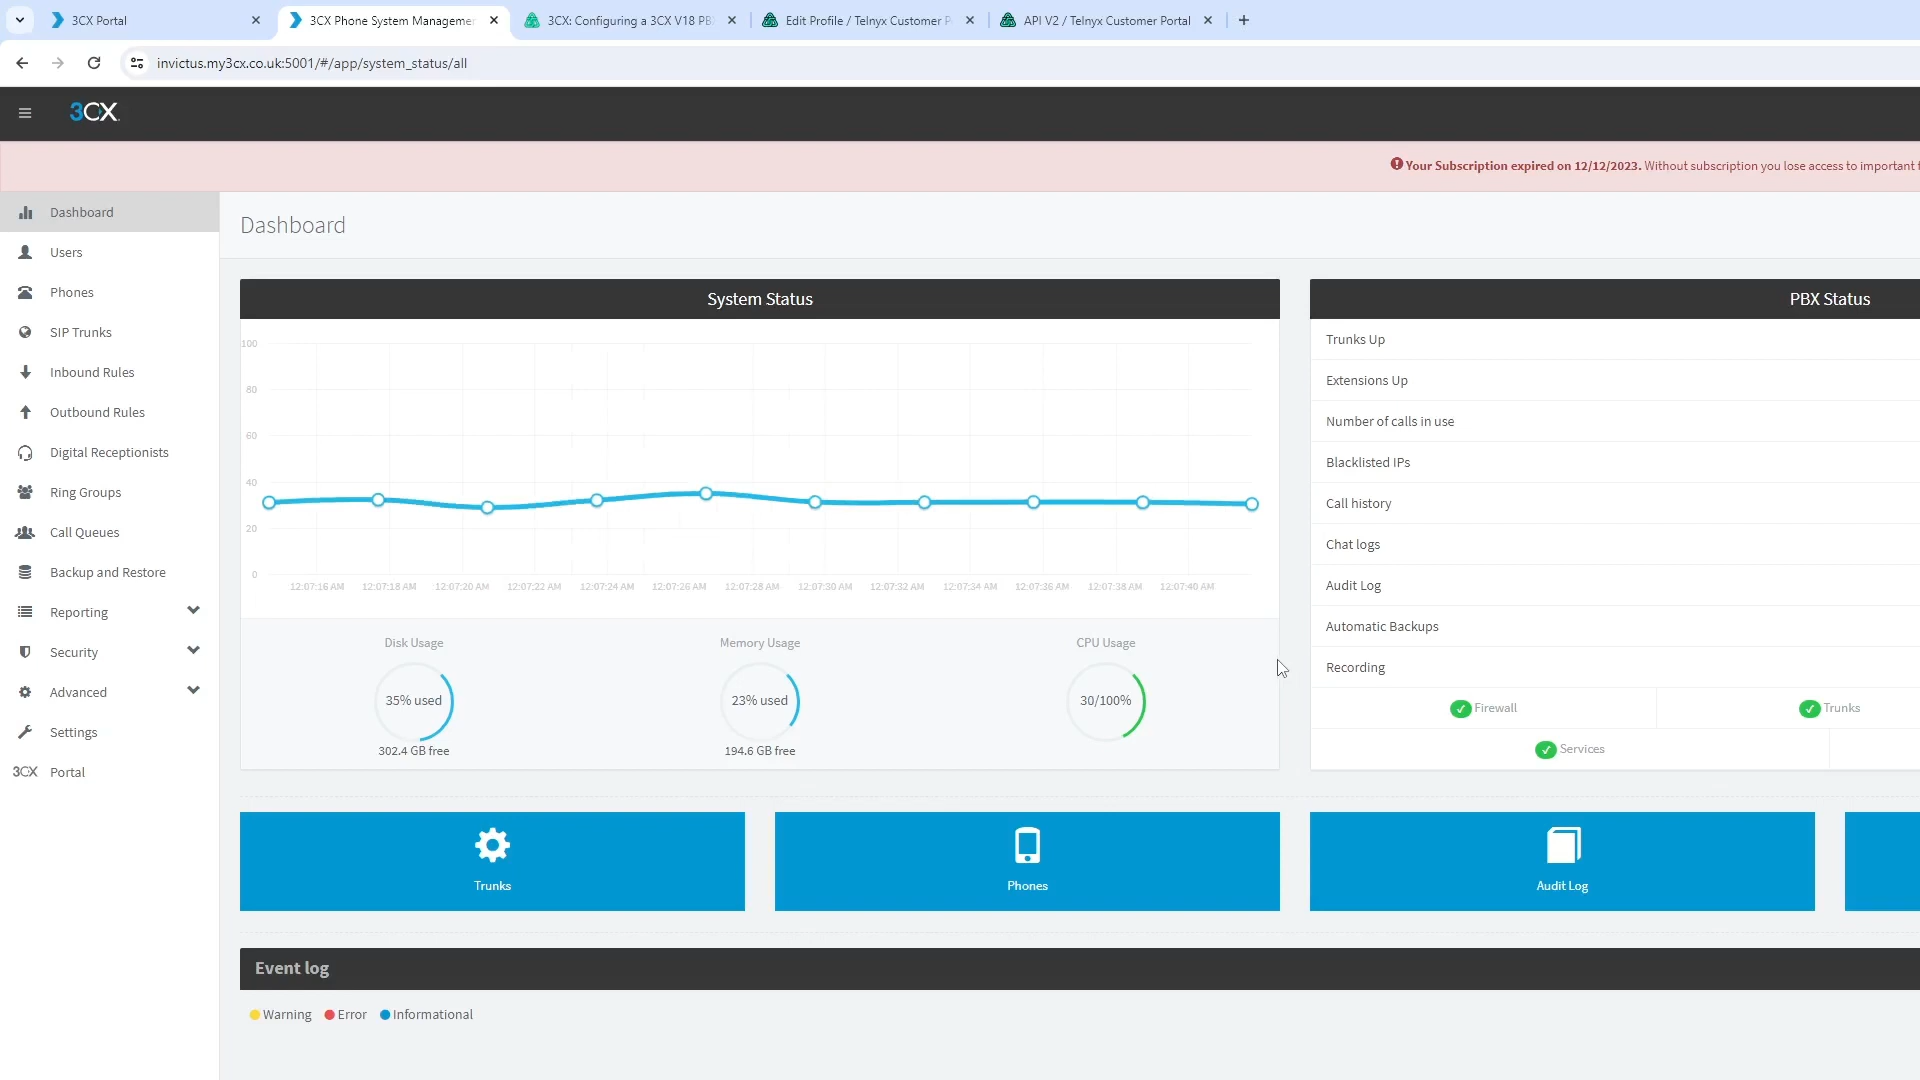 3CX Portal
3CX Phone System Manageme
3CX: Configuring a 3CX V18 PB
Edit Profile / Telnyx Customer P
API V2 / Telnyx Customer Portal
invictus.my3cx.co.uk:5001/#/app/system_status/all
3CX
Your Subscription expired on 12/12/2023. Without subscription you lose access to important f
Dashboard
Users
Phones
SIP Trunks
Inbound Rules
Outbound Rules
Digital Receptionists
Ring Groups
Call Queues
Backup and Restore
Reporting
Security
Advanced
Settings
3CX Portal
Dashboard
System Status
100
80
60
40
20
0
12:07:16 AM 12:07:18 AM 12:07:20 AM 12:07:22 AM 12:07:24 AM 12:07:26 AM 12:07:28 AM 12:07:30 AM 12:07:32 AM 12:07:34 AM 12:07:36 AM 12:07:38 AM 12:07:40 AM
Disk Usage
35% used
302.4 GB free
Memory Usage
23% used
194.6 GB free
CPU Usage
30/100%
PBX Status
Trunks Up
Extensions Up
Number of calls in use
Blacklisted IPs
Call history
Chat logs
Audit Log
Automatic Backups
Recording
Firewall
Trunks
Services
Trunks
Phones
Audit Log
Event log
Warning Error Informational